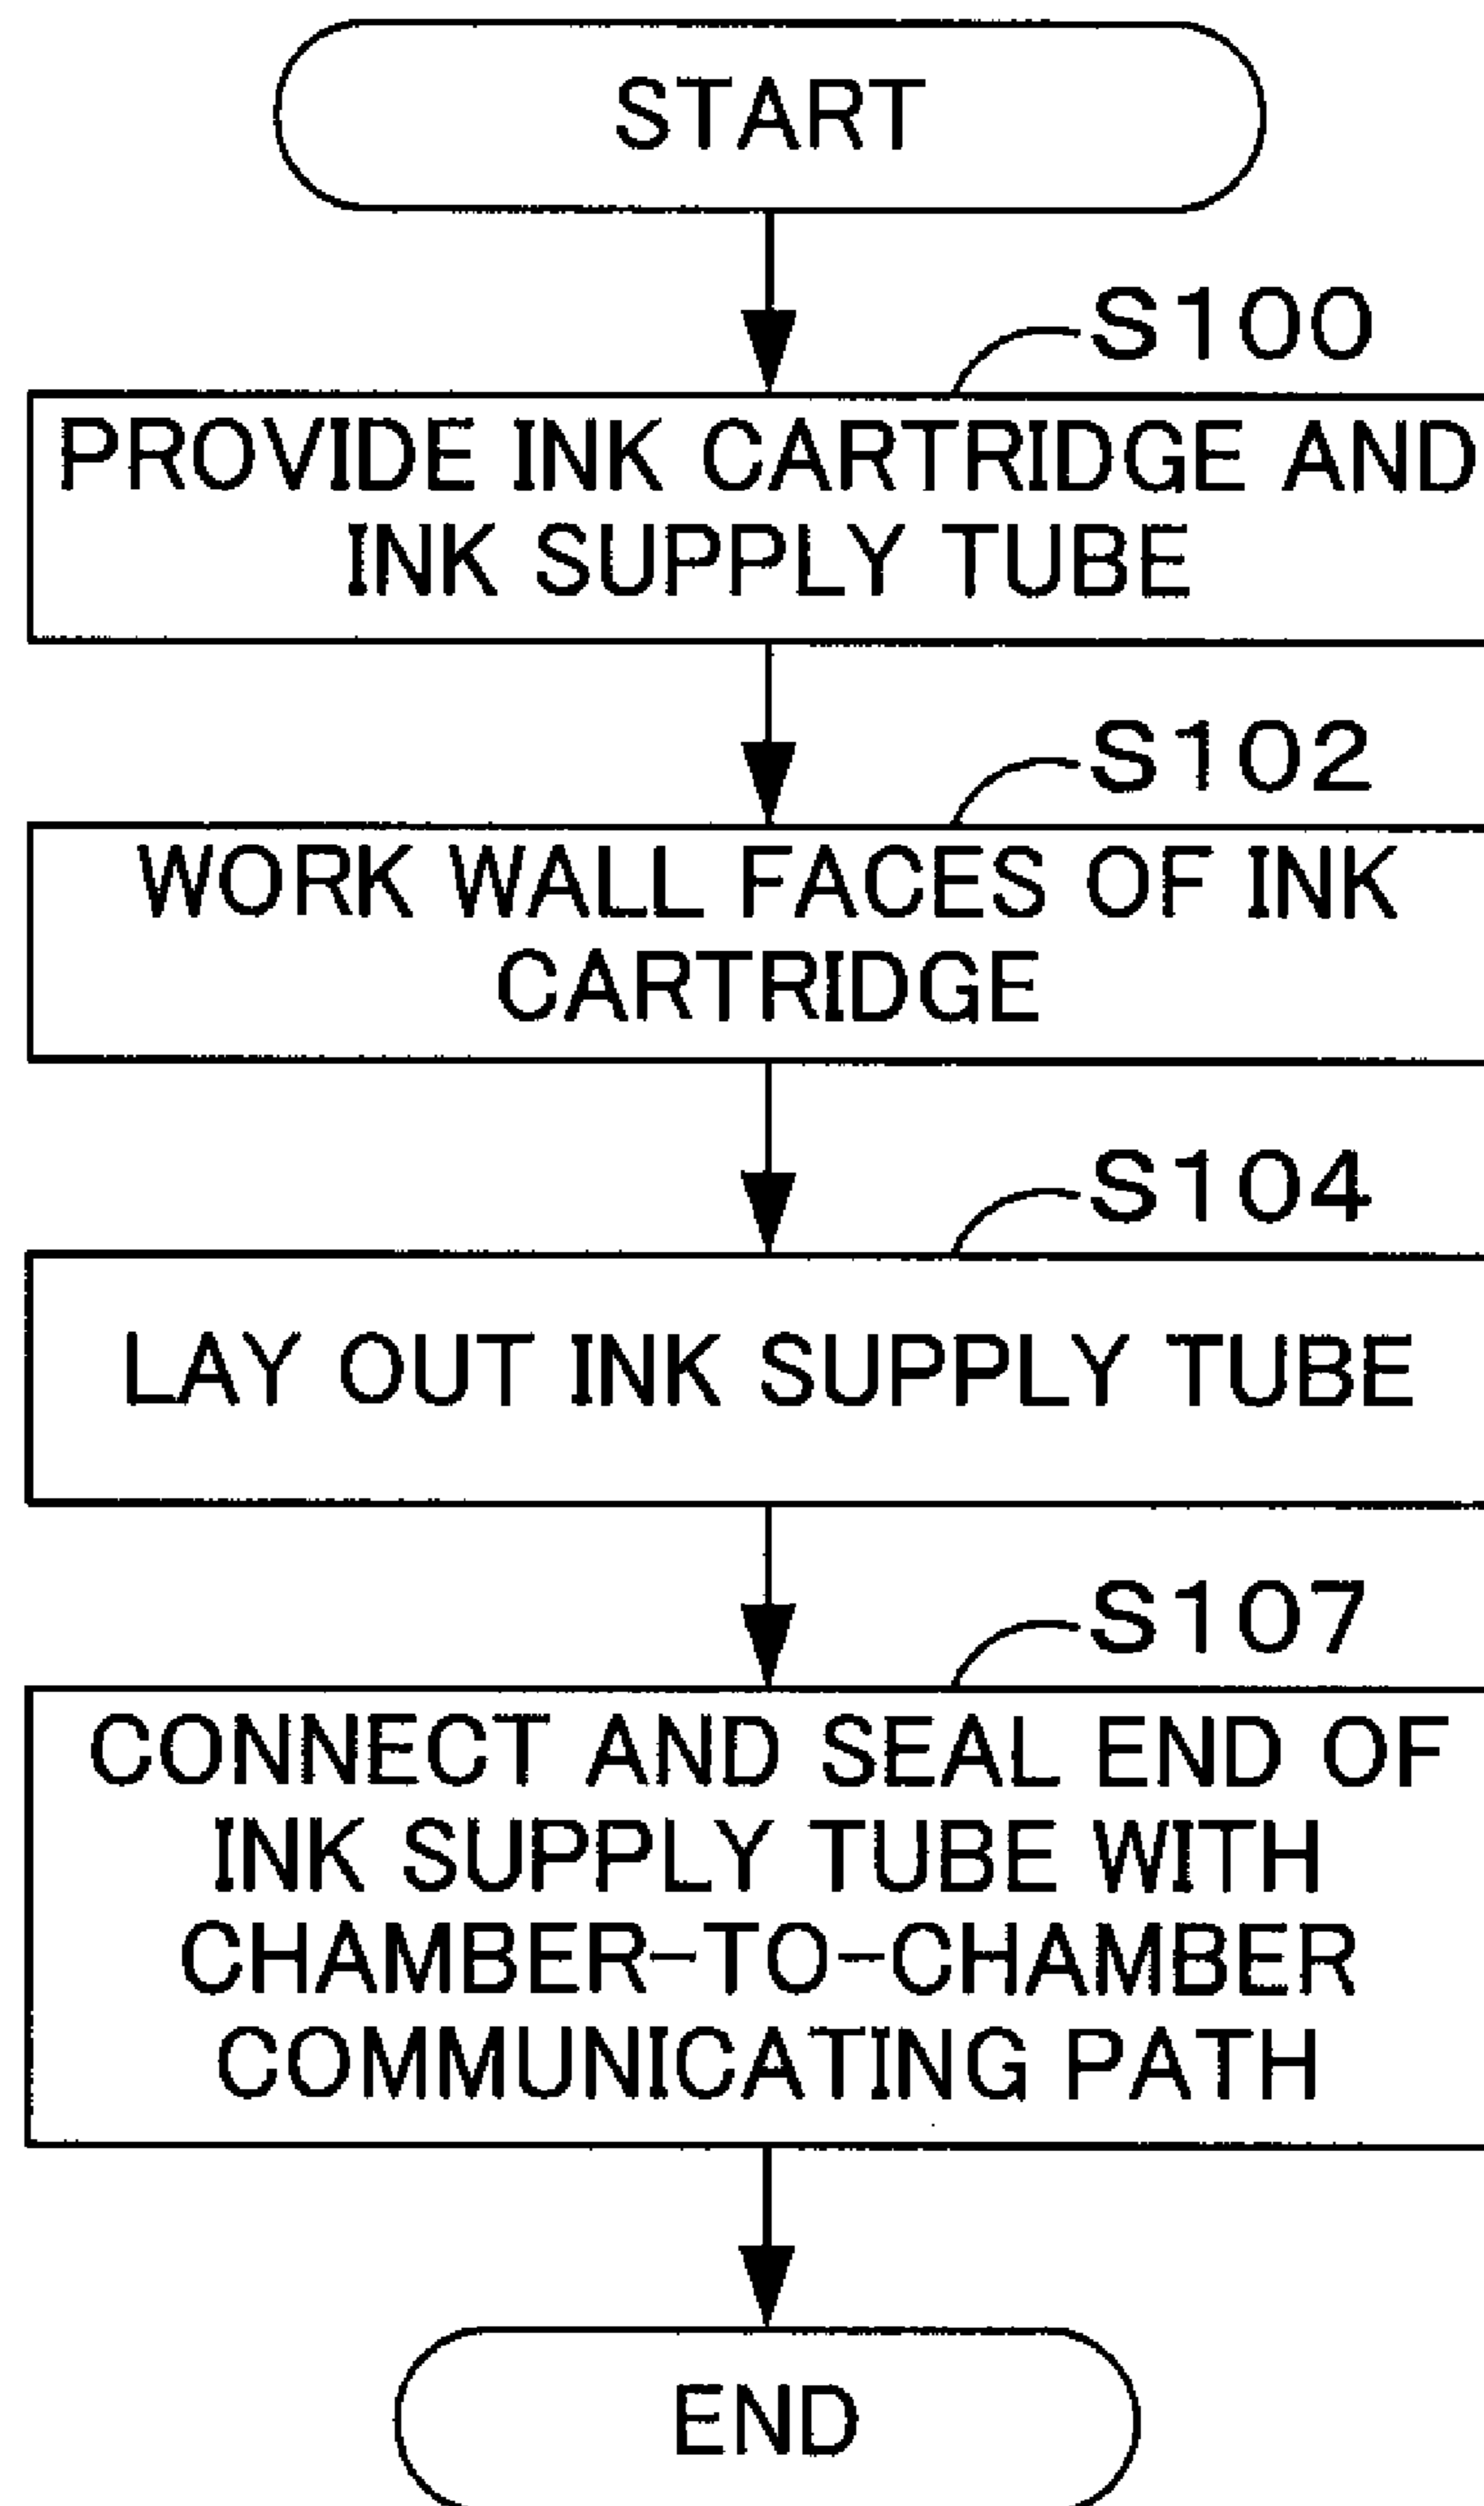 START
S100
PROVIDE INK CARTRIDGE AND
INK SUPPLY TUBE
S102
WORK WALL FACES OF INK
CARTRIDGE
S104
LAY OUT INK SUPPLY TUBE
S107
CONNECT AND SEAL END OF
INK SUPPLY TUBE WITH
CHAMBER-TO-CHAMBER
COMMUNICATING PATH
END